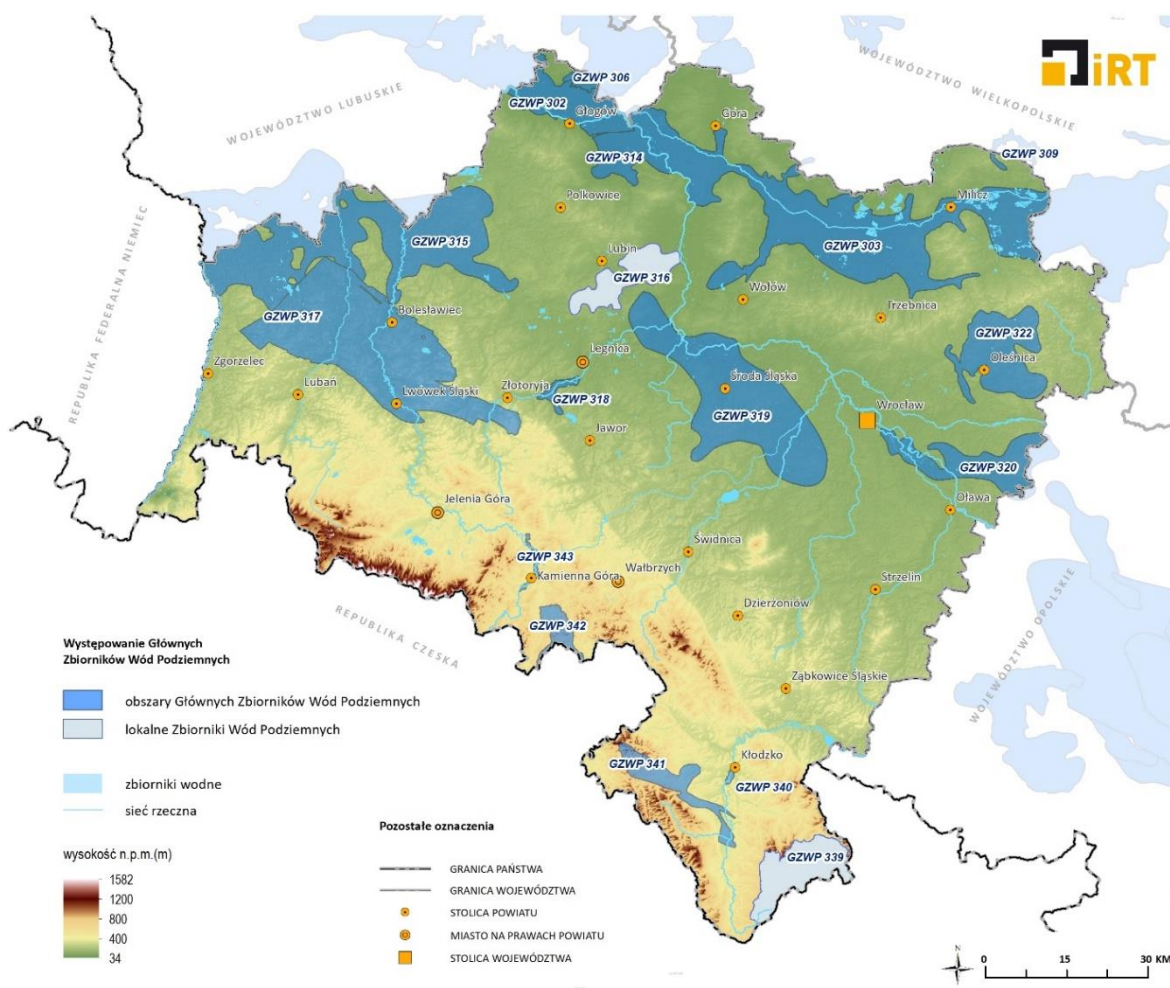 iRT
WOJEWÓDZTWO LUBUSKIE
WOJEWÓDZTWO WIELKOPOLSKIE
GZWP 306
GZWP 302
Głogów
Góra
GZWP 314
GZWP 309
Polkowice
Milicz
GZWP 315
GZWP 303
Lubin
GZWP 316
Wołów
Trzebnica
GZWP 317
Bolesławiec
GZWP 322
Oleśnica
REPUBLIKA FEDERALNA NIEMIEC
Zgorzelec
Lubań
Legnica
Lwówek Śląski
Złotoryja
GZWP 318
Środa Śląska
GZWP 319
Wrocław
Jawor
GZWP 320
Oława
Jelenia Góra
GZWP 343
Kamienna Góra
Wałbrzych
Świdnica
Strzelin
Dzierżoniów
GZWP 342
REPUBLIKA CZESKA
WOJEWÓDZTWO OPOLSKIE
Ząbkowice Śląskie
Kłodzko
GZWP 341
GZWP 340
GZWP 339
Występowanie Głównych
Zbiorników Wód Podziemnych
obszary Głównych Zbiorników Wód Podziemnych
lokalne Zbiorniki Wód Podziemnych
zbiorniki wodne
sieć rzeczna
wysokość n.p.m.(m)
1582
1200
800
400
34
Pozostałe oznaczenia
GRANICA PAŃSTWA
GRANICA WOJEWÓDZTWA
STOLICA POWIATU
MIASTO NA PRAWACH POWIATU
STOLICA WOJEWÓDZTWA
N
0 15 30 KM